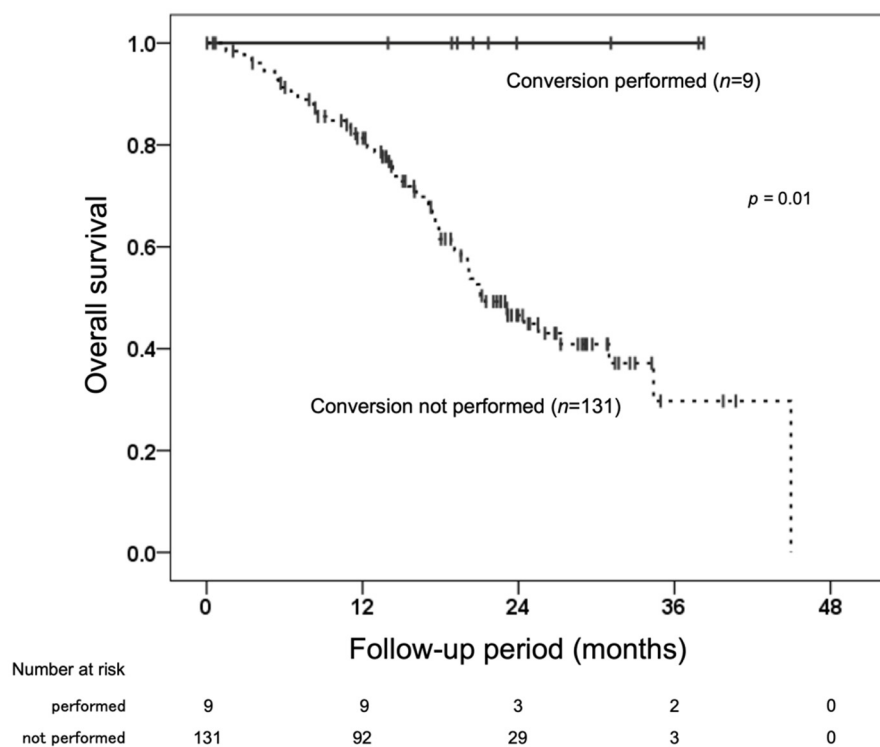 1.0
Conversion performed (n=9)
0.8
p = 0.01
0.6
Overall survival
0.4
Conversion not performed (n=131)
0.2
0.0
0 12 24 36 48
Follow-up period (months)
Number at risk
performed 9 9 3 2 0
not performed 131 92 29 3 0